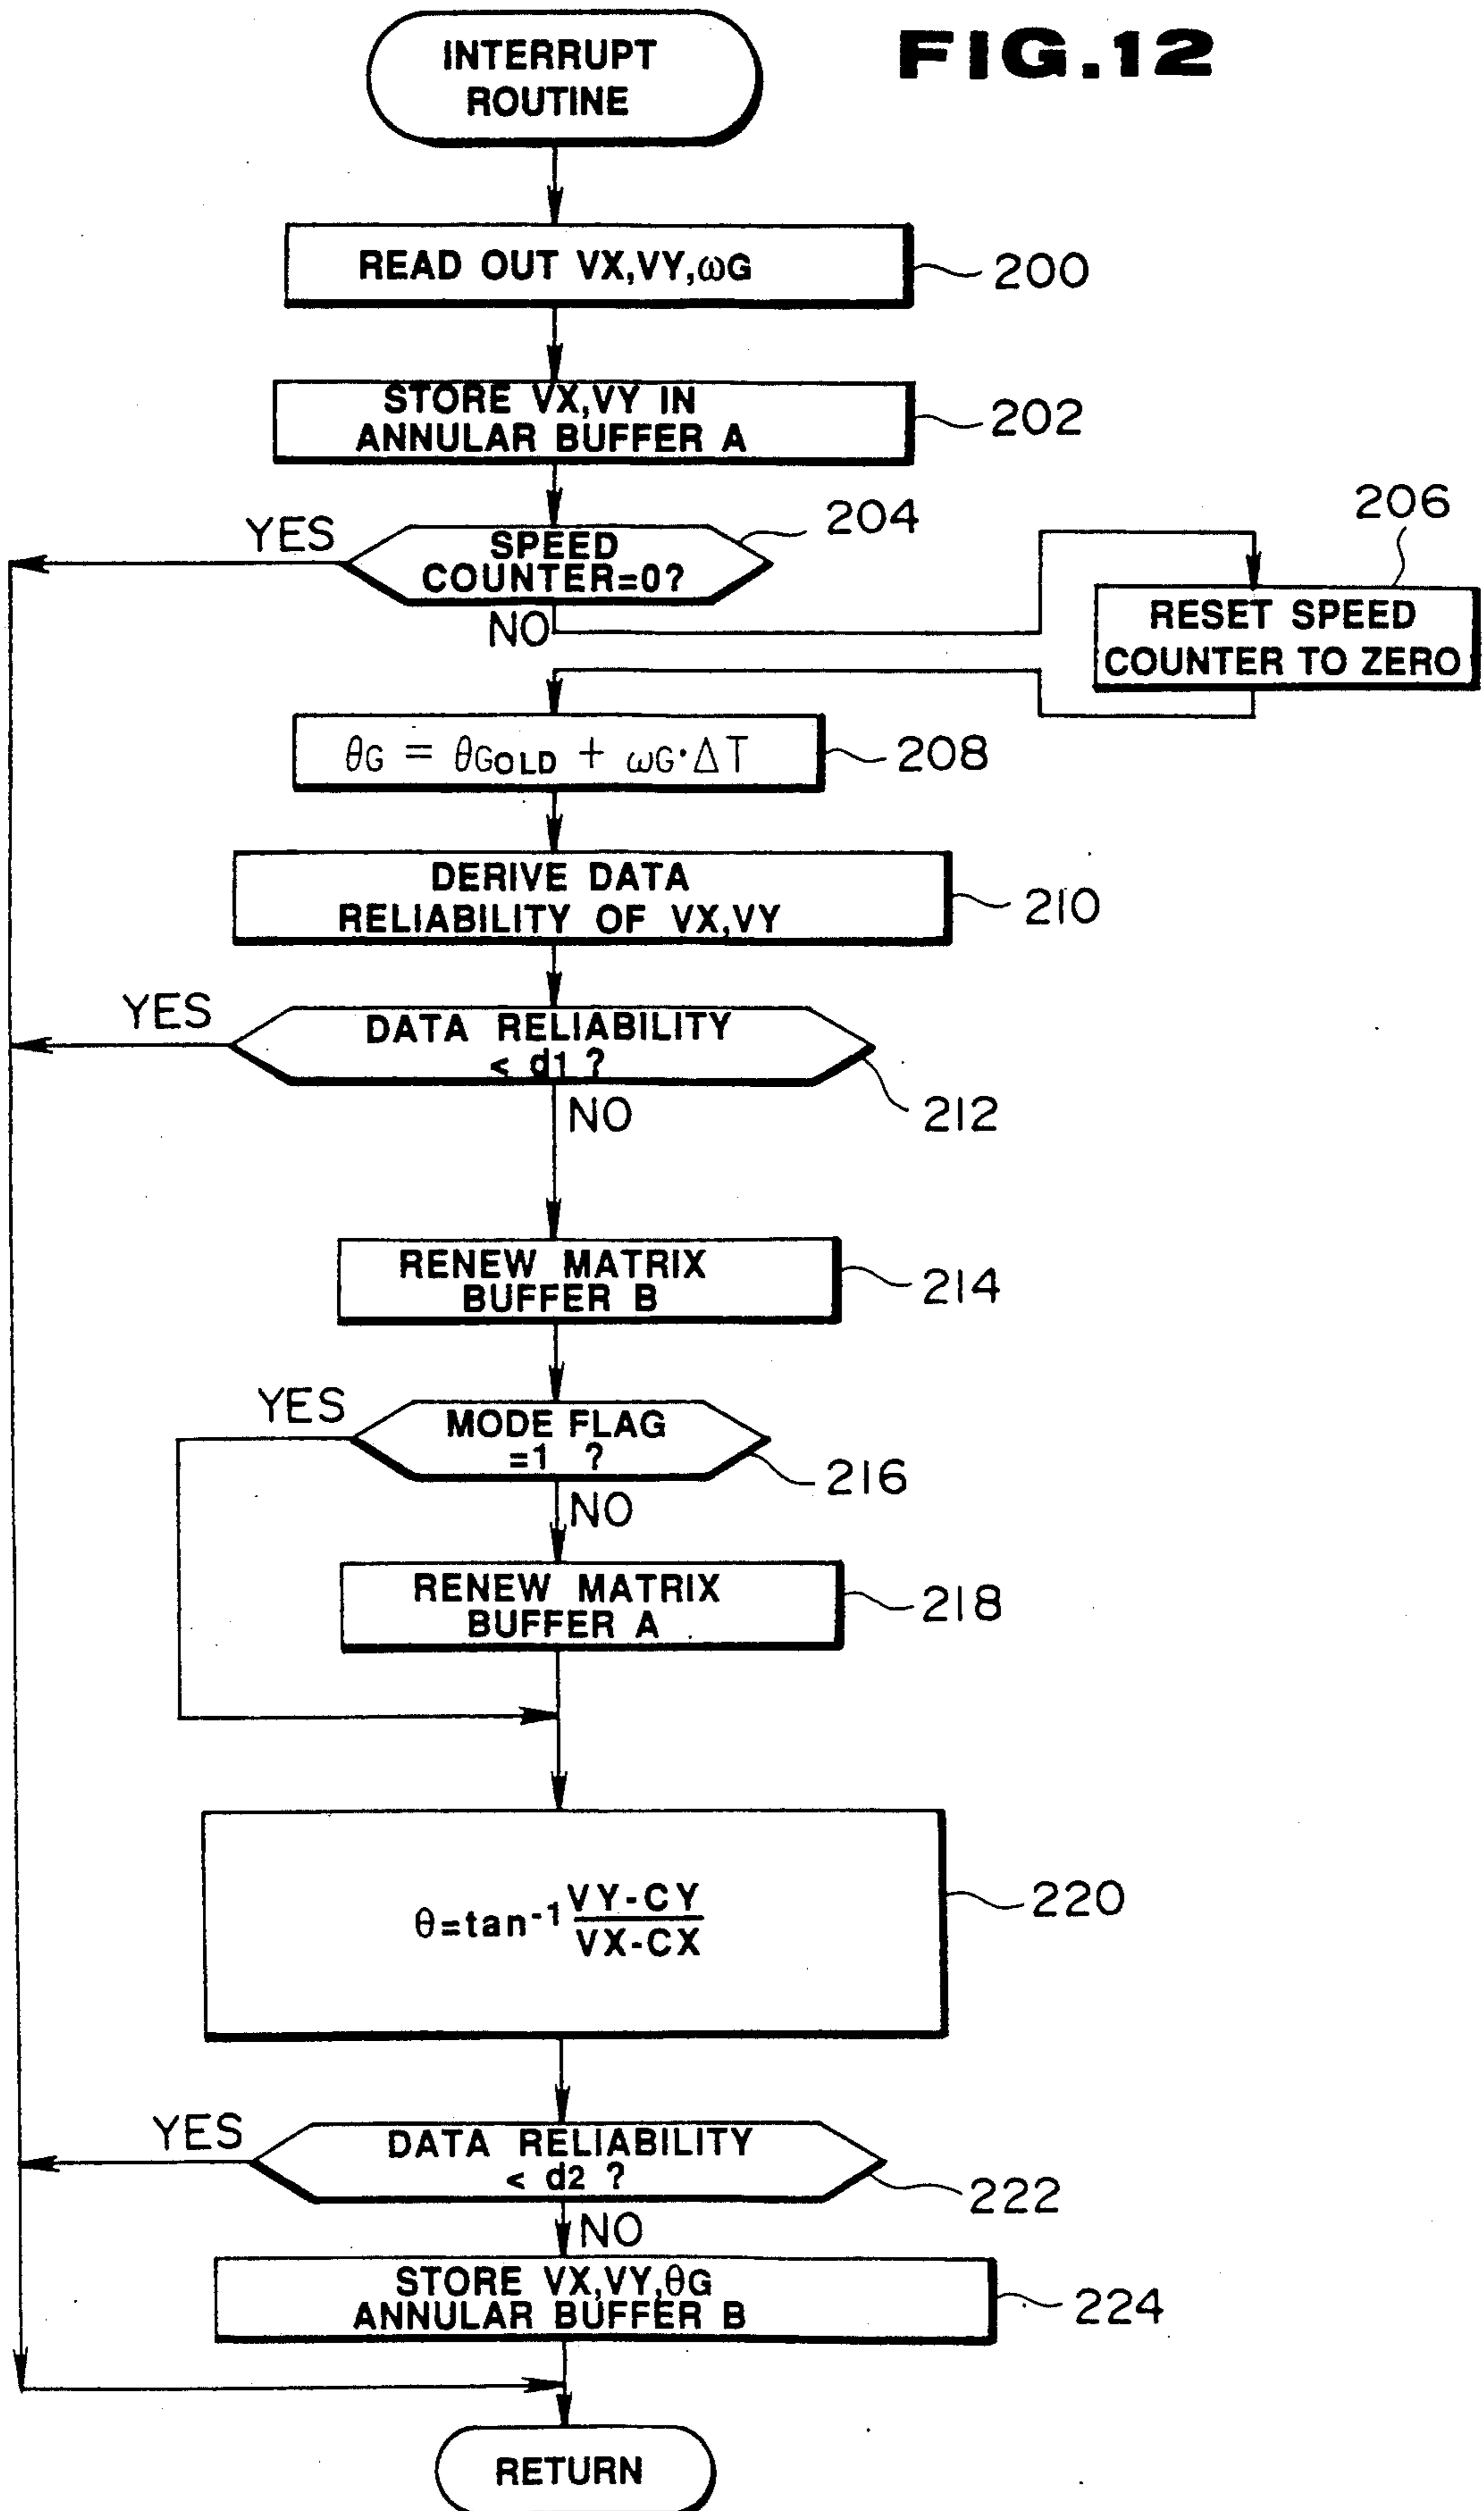 FIG.12
INTERRUPT
ROUTINE
READ OUT VX,VY,ωG
200
STORE VX,VY IN
ANNULAR BUFFER A
202
YES
SPEED
COUNTER=0?
204
NO
206
RESET SPEED
COUNTER TO ZERO
θG = θGOLD + ωG·ΔT
208
DERIVE DATA
RELIABILITY OF VX,VY
210
YES
DATA RELIABILITY
< d1 ?
212
NO
RENEW MATRIX
BUFFER B
214
YES
MODE FLAG
=1 ?
216
NO
RENEW MATRIX
BUFFER A
218
θ=tan⁻¹ VY-CY
VX-CX
220
YES
DATA RELIABILITY
< d2 ?
222
NO
STORE VX,VY,θG
ANNULAR BUFFER B
224
RETURN